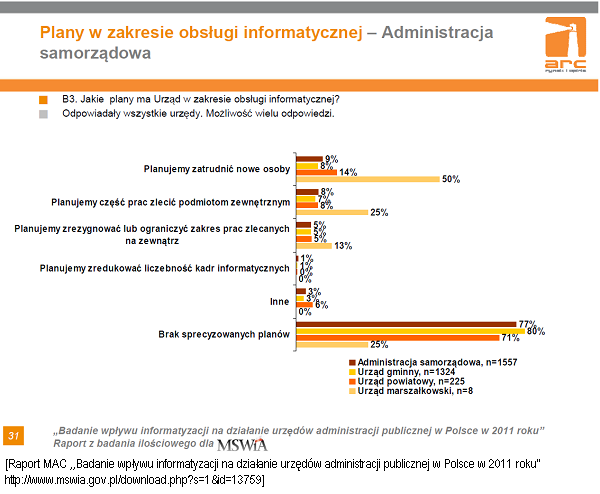 Plany w zakresie obsługi informatycznej – Administracja
samorządowa
arc
rynek i opinia
B3. Jakie plany ma Urząd w zakresie obsługi informatycznej?
Odpowiadały wszystkie urzędy. Możliwość wielu odpowiedzi.
Planujemy zatrudnić nowe osoby
9%
8%
14%
50%
Planujemy część prac zlecić podmiotom zewnętrznym
8%
7%
8%
25%
Planujemy zrezygnować lub ograniczyć zakres prac zlecanych
na zewnątrz
5%
5%
5%
13%
Planujemy zredukować liczebność kadr informatycznych
1%
1%
0%
0%
Inne
3%
3%
6%
0%
Brak sprecyzowanych planów
77%
80%
71%
25%
Administracja samorządowa, n=1557
Urząd gminny, n=1324
Urząd powiatowy, n=225
Urząd marszałkowski, n=8
31
„Badanie wpływu informatyzacji na działanie urzędów administracji publicznej w Polsce w 2011 roku”
Raport z badania ilościowego dla MSWiA
[Raport MAC ,,Badanie wpływu informatyzacji na działanie urzędów administracji publicznej w Polsce w 2011 roku"
http://www.mswia.gov.pl/download.php?s=1&id=13759]